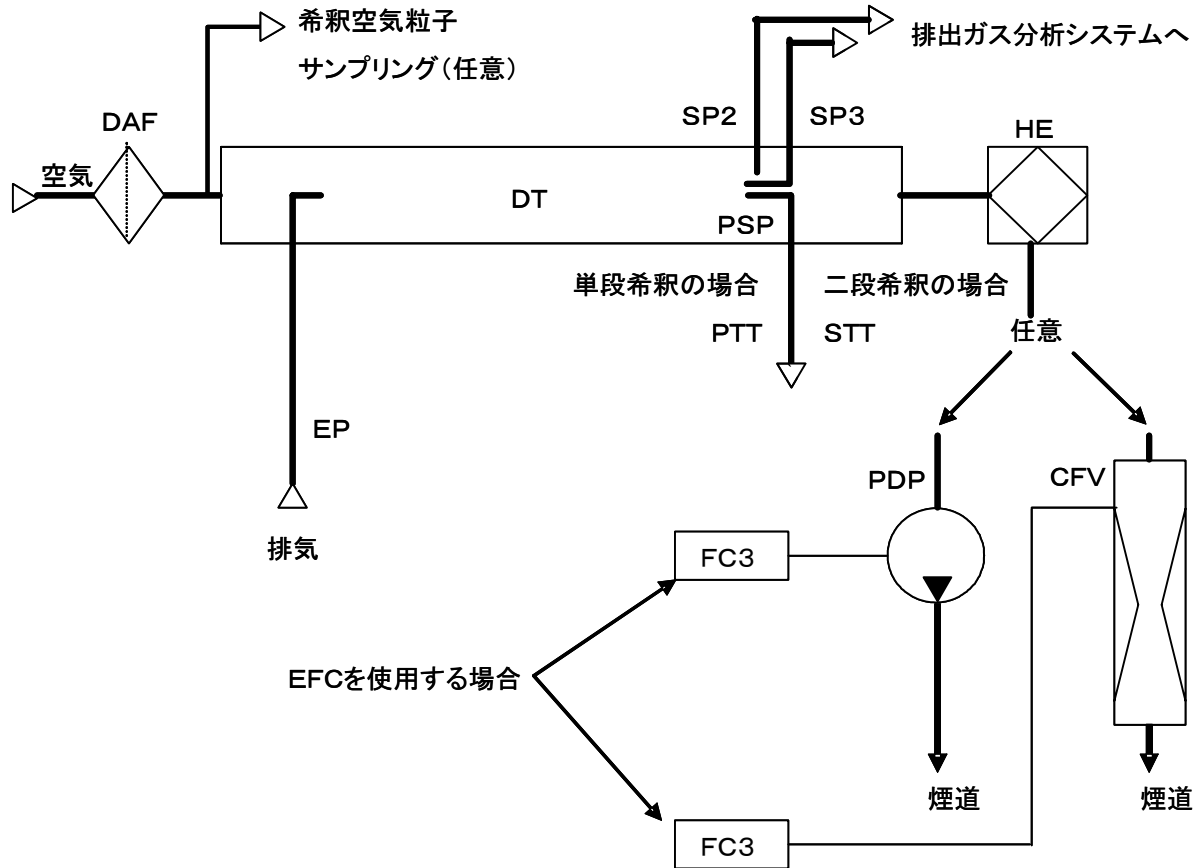 希釈空気粒子
サンプリング(任意)
排出ガス分析システムへ
DAF
SP2
SP3
HE
空気
DT
PSP
単段希釈の場合
二段希釈の場合
PTT
STT
任意
EP
排気
PDP
CFV
FC3
EFCを使用する場合
煙道
煙道
FC3